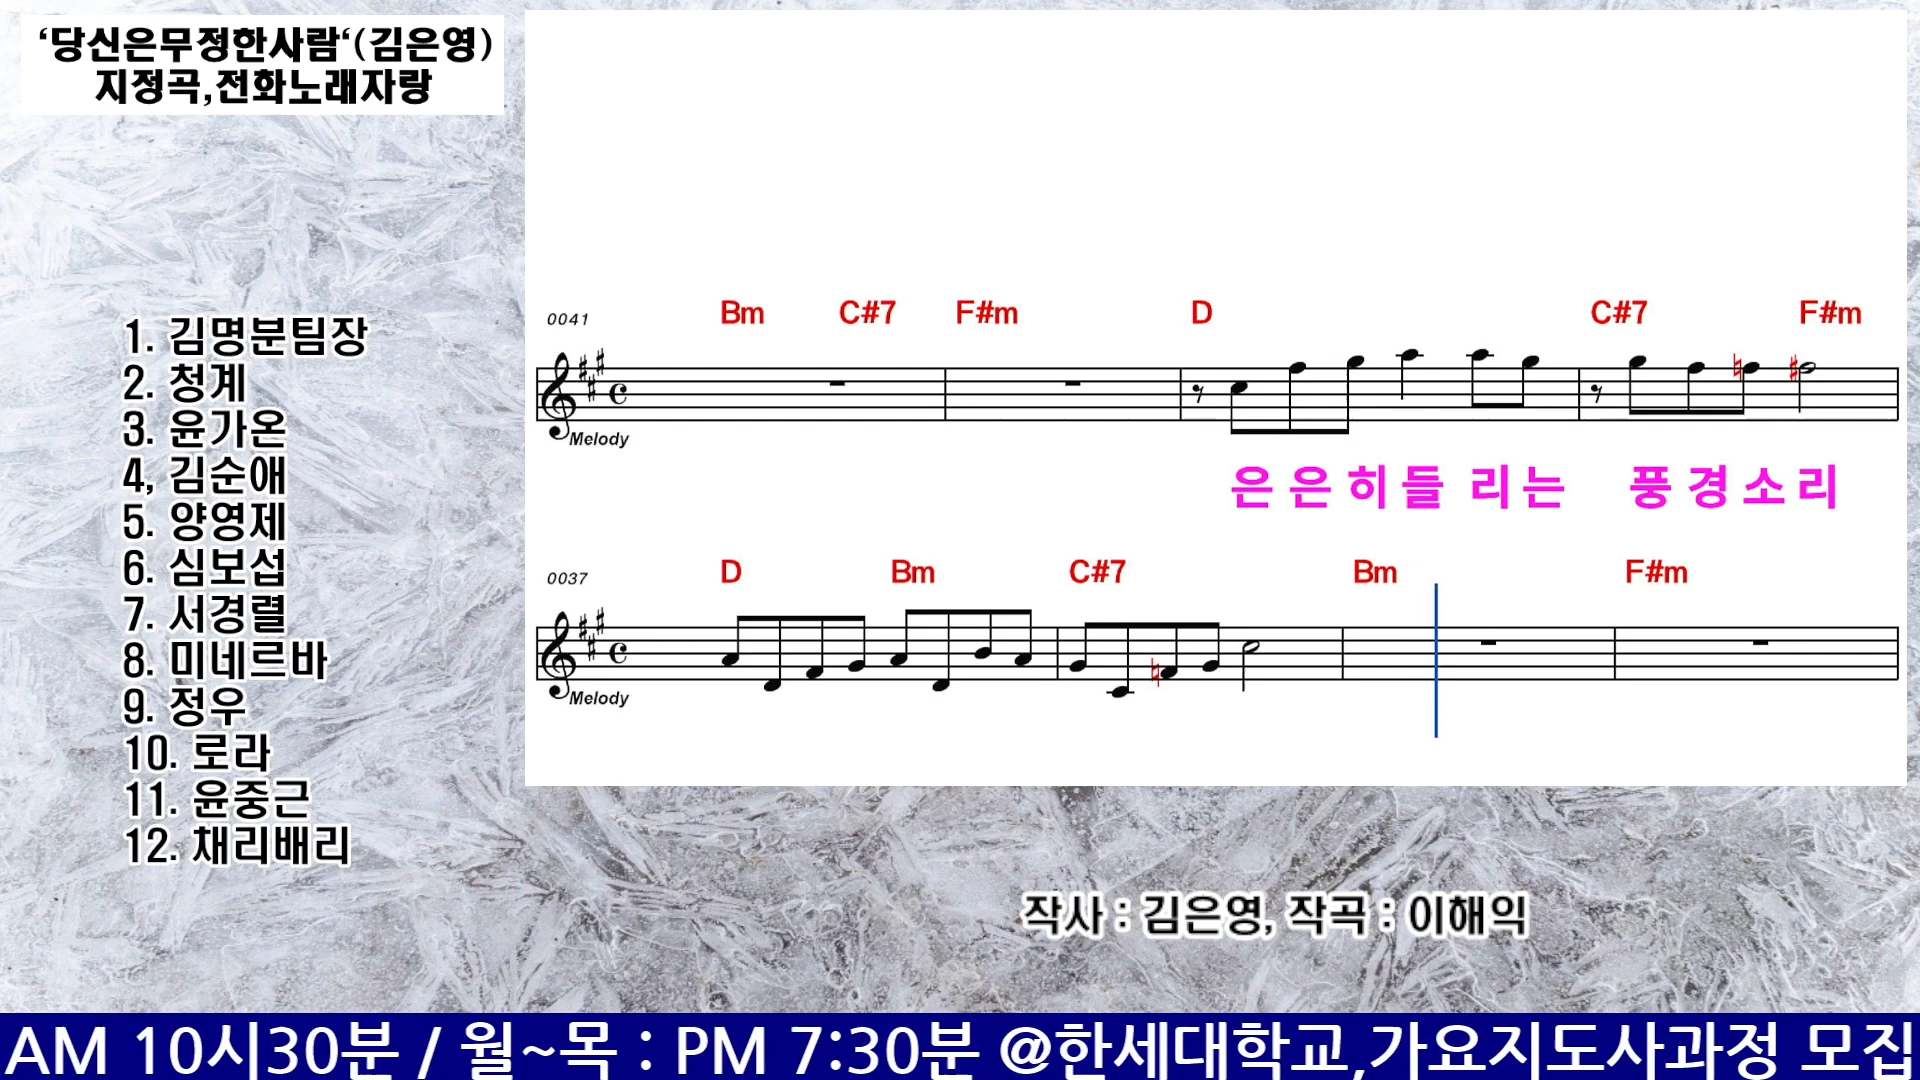 ‘당신은무정한사람‘(김은영)
지정곡,전화노래자랑
1. 김명분팀장
2. 청계
3. 윤가온
4, 김순애
5. 양영제
6. 심보섭
7. 서경렬
8. 미네르바
9. 정우
10. 로라
11. 윤중근
12. 채리배리
0041 Bm C#7 F#m D C#7 F#m
Melody
은은히들 리는 풍경소리
0037 D Bm C#7 Bm F#m
Melody
작사 : 김은영, 작곡 : 이해익
AM 10시30분 / 월~목 : PM 7:30분 @한세대학교,가요지도사과정 모집